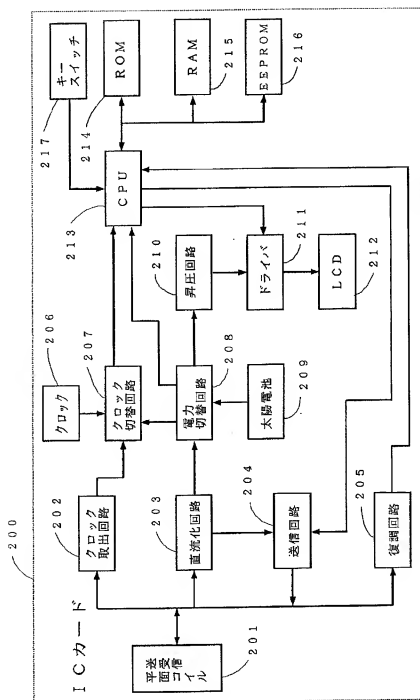 200
ICカード
平面送受信コイル
201
クロック
取出回路
202
直流化回路
203
送信回路
204
復調回路
205
クロック
206
クロック
切替回路
207
電力
切替回路
208
太陽電池
209
昇圧回路
210
ドライバ
211
LCD
212
CPU
213
ROM
214
RAM
215
EEPROM
216
キー
スイッチ
217